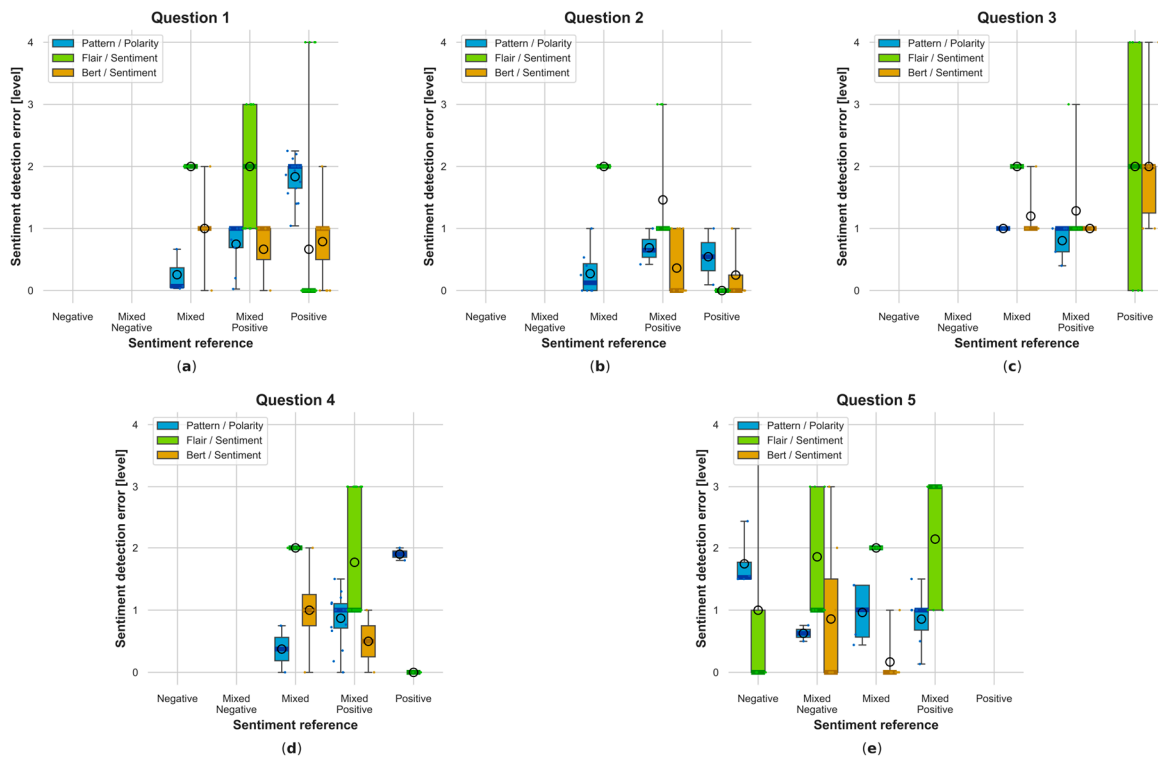 Question 1
Sentiment detection error [level]
4
3
2
1
0
Pattern / Polarity
Flair / Sentiment
Bert / Sentiment
Negative
Mixed
Negative
Mixed
Mixed
Positive
Positive
Sentiment reference
(a)
Question 2
Sentiment detection error [level]
4
3
2
1
0
Pattern / Polarity
Flair / Sentiment
Bert / Sentiment
Negative
Mixed
Negative
Mixed
Mixed
Positive
Positive
Sentiment reference
(b)
Question 3
Sentiment detection error [level]
4
3
2
1
0
Pattern / Polarity
Flair / Sentiment
Bert / Sentiment
Negative
Mixed
Negative
Mixed
Mixed
Positive
Positive
Sentiment reference
(c)
Question 4
Sentiment detection error [level]
4
3
2
1
0
Pattern / Polarity
Flair / Sentiment
Bert / Sentiment
Negative
Mixed
Negative
Mixed
Mixed
Positive
Positive
Sentiment reference
(d)
Question 5
Sentiment detection error [level]
4
3
2
1
0
Pattern / Polarity
Flair / Sentiment
Bert / Sentiment
Negative
Mixed
Negative
Mixed
Mixed
Positive
Positive
Sentiment reference
(e)